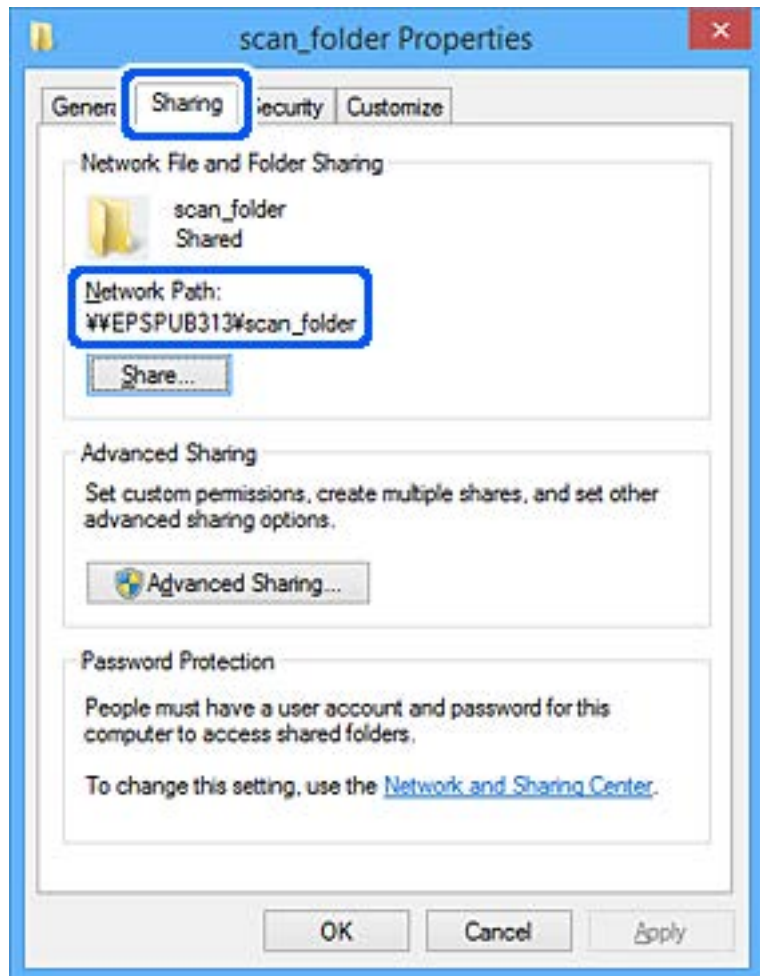 scan_folder Properties
General Sharing Security Customize
Network File and Folder Sharing
scan_folder
Shared
Network Path:
¥¥EPSPUB313¥scan_folder
Share...
Advanced Sharing
Set custom permissions, create multiple shares, and set other
advanced sharing options.
Advanced Sharing...
Password Protection
People must have a user account and password for this
computer to access shared folders.
To change this setting, use the Network and Sharing Center.
OK Cancel Apply